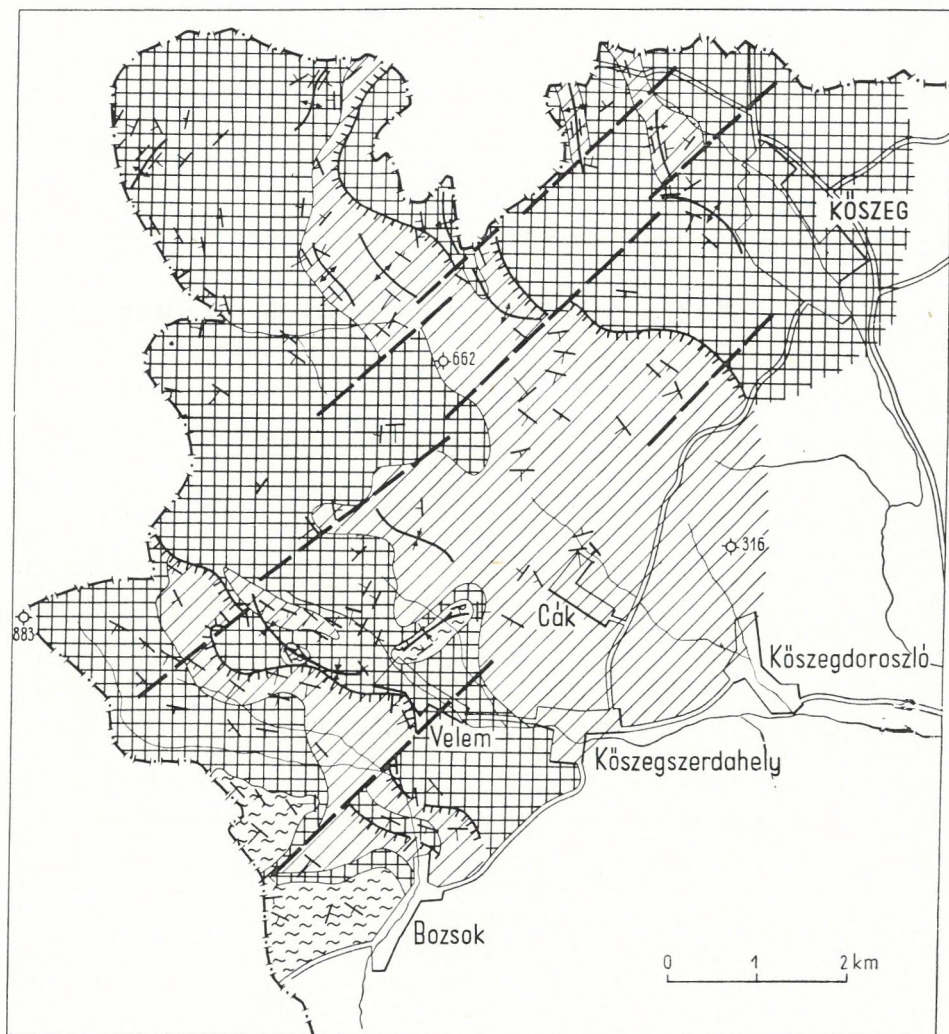 KŐSZEG
662
316
Cák
883
Kőszegdoroszló
Velem
Kőszegszerdahely
Bozsok
0 1 2 km